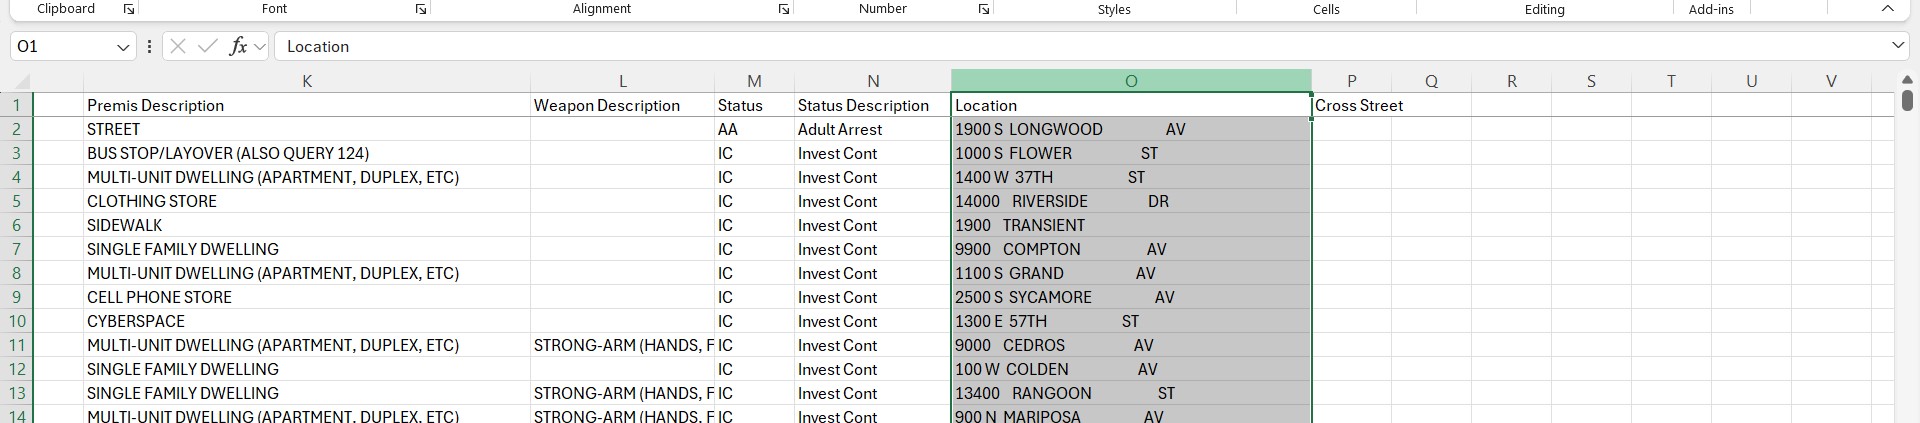 Clipboard Font Alignment Number Styles Cells Editing Add-ins
O1 fx Location
K L M N O P Q R S T U V
1 Premis Description Weapon Description Status Status Description Location Cross Street
2 STREET AA Adult Arrest 1900 S LONGWOOD AV
3 BUS STOP/LAYOVER (ALSO QUERY 124) IC Invest Cont 1000 S FLOWER ST
4 MULTI-UNIT DWELLING (APARTMENT, DUPLEX, ETC) IC Invest Cont 1400 W 37TH ST
5 CLOTHING STORE IC Invest Cont 14000 RIVERSIDE DR
6 SIDEWALK IC Invest Cont 1900 TRANSIENT
7 SINGLE FAMILY DWELLING IC Invest Cont 9900 COMPTON AV
8 MULTI-UNIT DWELLING (APARTMENT, DUPLEX, ETC) IC Invest Cont 1100 S GRAND AV
9 CELL PHONE STORE IC Invest Cont 2500 S SYCAMORE AV
10 CYBERSPACE IC Invest Cont 1300 E 57TH ST
11 MULTI-UNIT DWELLING (APARTMENT, DUPLEX, ETC) STRONG-ARM (HANDS, F IC Invest Cont 9000 CEDROS AV
12 SINGLE FAMILY DWELLING IC Invest Cont 100 W COLDEN AV
13 SINGLE FAMILY DWELLING STRONG-ARM (HANDS, F IC Invest Cont 13400 RANGOON ST
14 MULTI-UNIT DWELLING (APARTMENT, DUPLEX, ETC) STRONG-ARM (HANDS, F IC Invest Cont 900 N MARIPOSA AV